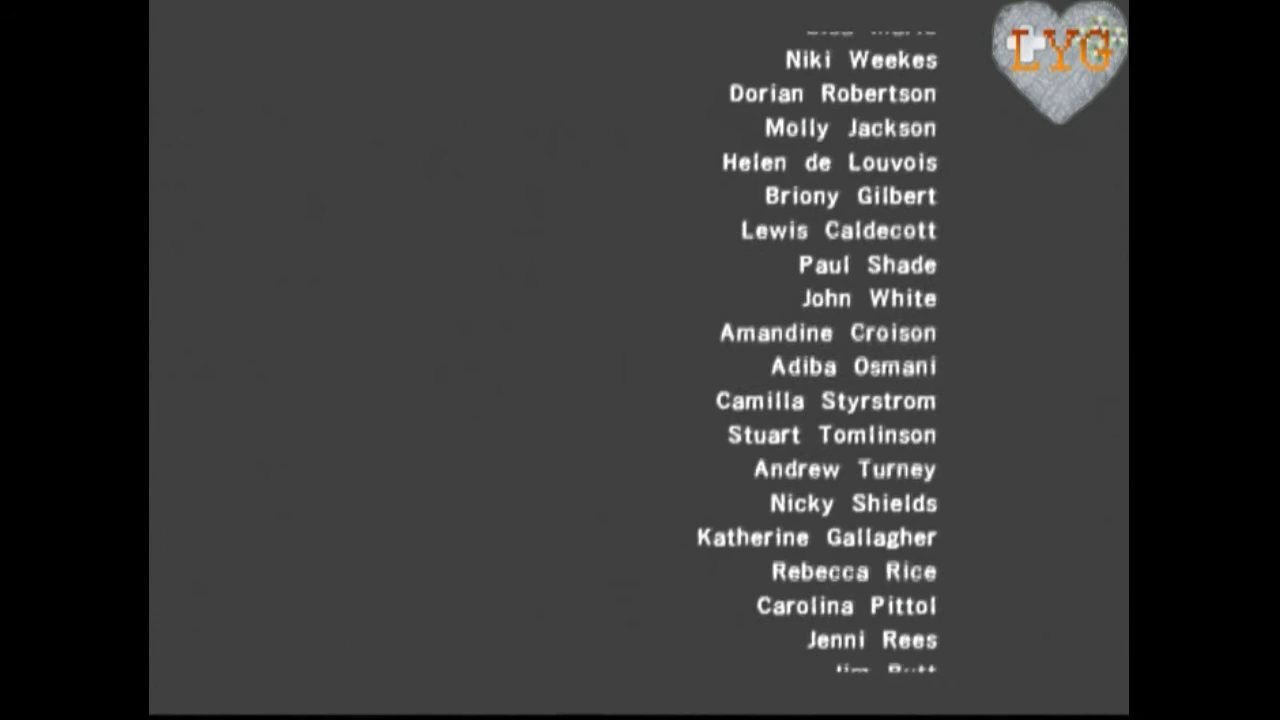 LYG
Niki Weekes
Dorian Robertson
Molly Jackson
Helen de Louvois
Briony Gilbert
Lewis Caldecott
Paul Shade
John White
Amandine Croison
Adiba Osmani
Camilla Styrstrom
Stuart Tomlinson
Andrew Turney
Nicky Shields
Katherine Gallagher
Rebecca Rice
Carolina Pittol
Jenni Rees